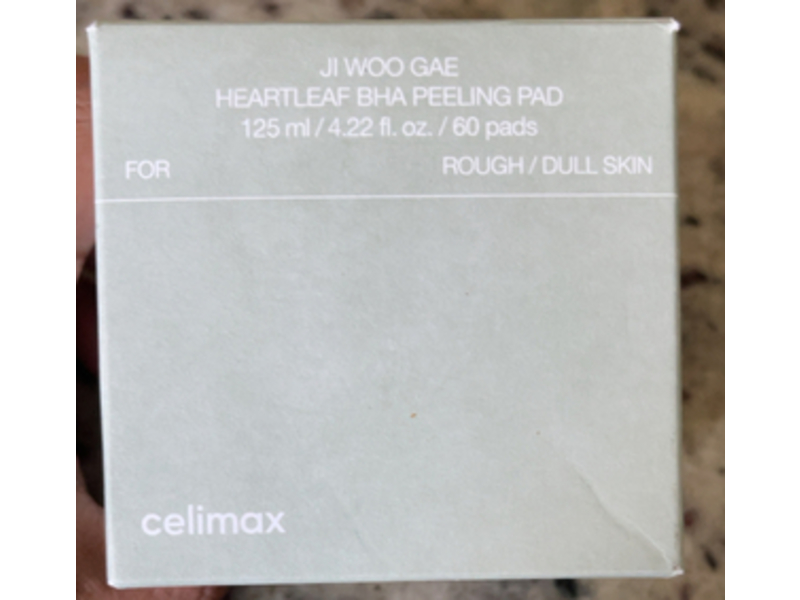 JI WOO GAE
HEARTLEAF BHA PEELING PAD
125 ml / 4.22 fl. oz. / 60 pads
FOR ROUGH / DULL SKIN
celimax